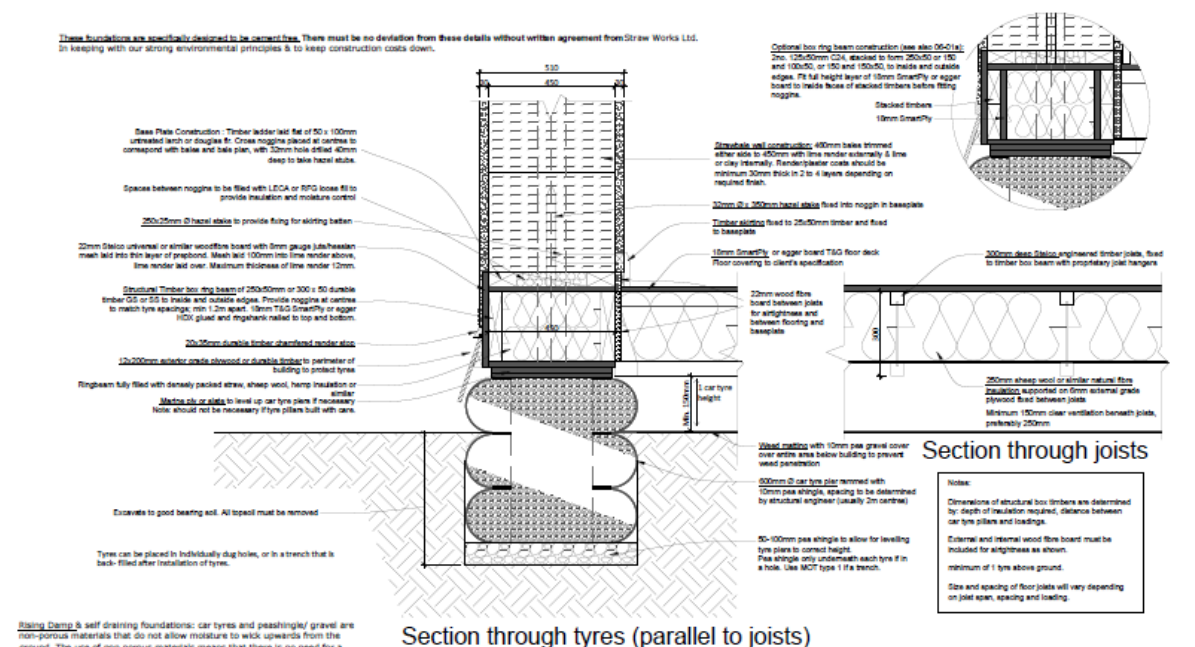 These foundations are specifically designed to be cement free. There must be no deviation from these details without written agreement from Straw Works Ltd.
In keeping with our strong environmental principles & to keep construction costs down.
Optional box ring beam construction (see also 06-01a):
2no. 125x50mm C24, stacked to form 250x50 or 150
and 100x50, or 150 and 150x50, to inside and outside
edges. Fit full height layer of 18mm SmartPly or egger
board to inside faces of stacked timbers before fitting
noggins.
Stacked timbers
18mm SmartPly
510
30
450
30
Base Plate Construction : Timber ladder laid flat of 50 x 100mm
untreated larch or douglas fir. Cross noggins placed at centre to
correspond with bales and bale plan, with 32mm hole drilled 40mm
deep to take hazel stubs.
Spaces between noggins to be filled with LECA or RFG loose fill to
provide insulation and moisture control
250x25mm Ø hazel stake to provide fixing for skirting batten
22mm Steico universal or similar woodfibre board with 8mm gauge jute/hessian
mesh laid into thin layer of prepbond. Mesh laid 100mm into lime render above,
lime render laid over. Maximum thickness of lime render 12mm.
Structural Timber box ring beam of 250x50mm or 300 x 50 durable
timber GS or SS to inside and outside edges. Provide noggins at centre
to match tyre spacings; min 1.2m apart. 18mm T&G SmartPly or egger
HDX glued and ringshank nailed to top and bottom.
20x35mm durable timber chamfered render stop
12x200mm exterior grade plywood or durable timber to perimeter of
building to protect tyres
Ringbeam fully filled with densely packed straw, sheep wool, hemp insulation or
similar
Marine ply or slate to level up car tyre piers if necessary
Note: should not be necessary if tyre pillars built with care.
Strawbale wall construction: 460mm bales trimmed
either side to 450mm with lime render externally & lime
or clay internally. Render/plaster coats should be
minimum 30mm thick in 2 to 4 layers depending on
required finish.
32mm Ø x 350mm hazel stake fixed into noggin in baseplate
Timber skirting fixed to 25x50mm timber and fixed
to baseplate
18mm SmartPly or egger board T&G floor deck
Floor covering to client's specification
22mm wood fibre
board between joists
for airtightness and
between flooring and
baseplate
450
300mm deep Steico engineered timber joists, fixed
to timber box beam with proprietary joist hangers
300
250mm sheep wool or similar natural fibre
insulation supported on 6mm external grade
plywood fixed between joists
Minimum 150mm clear ventilation beneath joists,
preferably 250mm
Min. 150mm
1 car tyre
height
Weed matting with 10mm pea gravel cover
over entire area below building to prevent
weed penetration
600mm Ø car tyre pier rammed with
10mm pea shingle, spacing to be determined
by structural engineer (usually 2m centres)
50-100mm pea shingle to allow for levelling
tyre piers to correct height.
Pea shingle only underneath each tyre if in
a hole. Use MOT type 1 if a trench.
Section through joists
Notes:
Dimensions of structural box timbers are determined
by: depth of insulation required, distance between
car tyre pillars and loadings.
External and internal wood fibre board must be
included for airtightness as shown.
minimum of 1 tyre above ground.
Size and spacing of floor joists will vary depending
on joist span, spacing and loading.
Excavate to good bearing soil. All topsoil must be removed
Tyres can be placed in individually dug holes, or in a trench that is
back- filled after installation of tyres.
Section through tyres (parallel to joists)
Rising Damp & self draining foundations: car tyres and peashingle/ gravel are
non-porous materials that do not allow moisture to wick upwards from the
ground. The use of non-porous materials means that there is no need for a